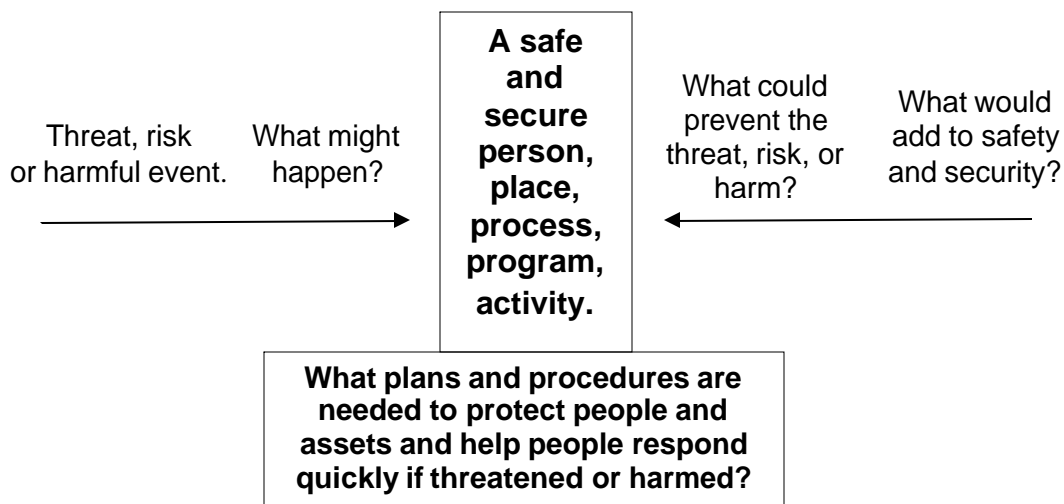 Threat, risk
or harmful event.
What might
happen?
A safe
and
secure
person,
place,
process,
program,
activity.
What could
prevent the
threat, risk, or
harm?
What would
add to safety
and security?
What plans and procedures are
needed to protect people and
assets and help people respond
quickly if threatened or harmed?